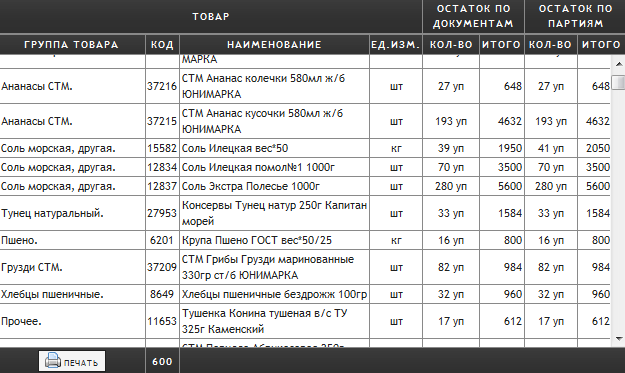 ТОВАР ОСТАТОК ПО ДОКУМЕНТАМ ОСТАТОК ПО ПАРТИЯМ
ГРУППА ТОВАРА КОД НАИМЕНОВАНИЕ ЕД.ИЗМ. КОЛ-ВО ИТОГО КОЛ-ВО ИТОГО
МАРКА
Ананасы СТМ. 37216 СТМ Ананас колечки 580мл ж/б ЮНИМАРКА шт 27 уп 648 27 уп 648
Ананасы СТМ. 37215 СТМ Ананас кусочки 580мл ж/б ЮНИМАРКА шт 193 уп 4632 193 уп 4632
Соль морская, другая. 15582 Соль Илецкая вес*50 кг 39 уп 1950 41 уп 2050
Соль морская, другая. 12834 Соль Илецкая помол№1 1000г шт 70 уп 3500 70 уп 3500
Соль морская, другая. 12837 Соль Экстра Полесье 1000г шт 280 уп 5600 280 уп 5600
Тунец натуральный. 27953 Консервы Тунец натур 250г Капитан морей шт 33 уп 1584 33 уп 1584
Пшено. 6201 Крупа Пшено ГОСТ вес*50/25 кг 16 уп 800 16 уп 800
Грузди СТМ. 37209 СТМ Грибы Грузди маринованные 330гр ст/б ЮНИМАРКА шт 82 уп 984 82 уп 984
Хлебцы пшеничные. 8649 Хлебцы пшеничные бездрожж 100гр шт 32 уп 960 32 уп 960
Прочее. 11653 Тушенка Конина тушеная в/с ТУ 325г Каменский шт 17 уп 612 17 уп 612
ПЕЧАТЬ 600